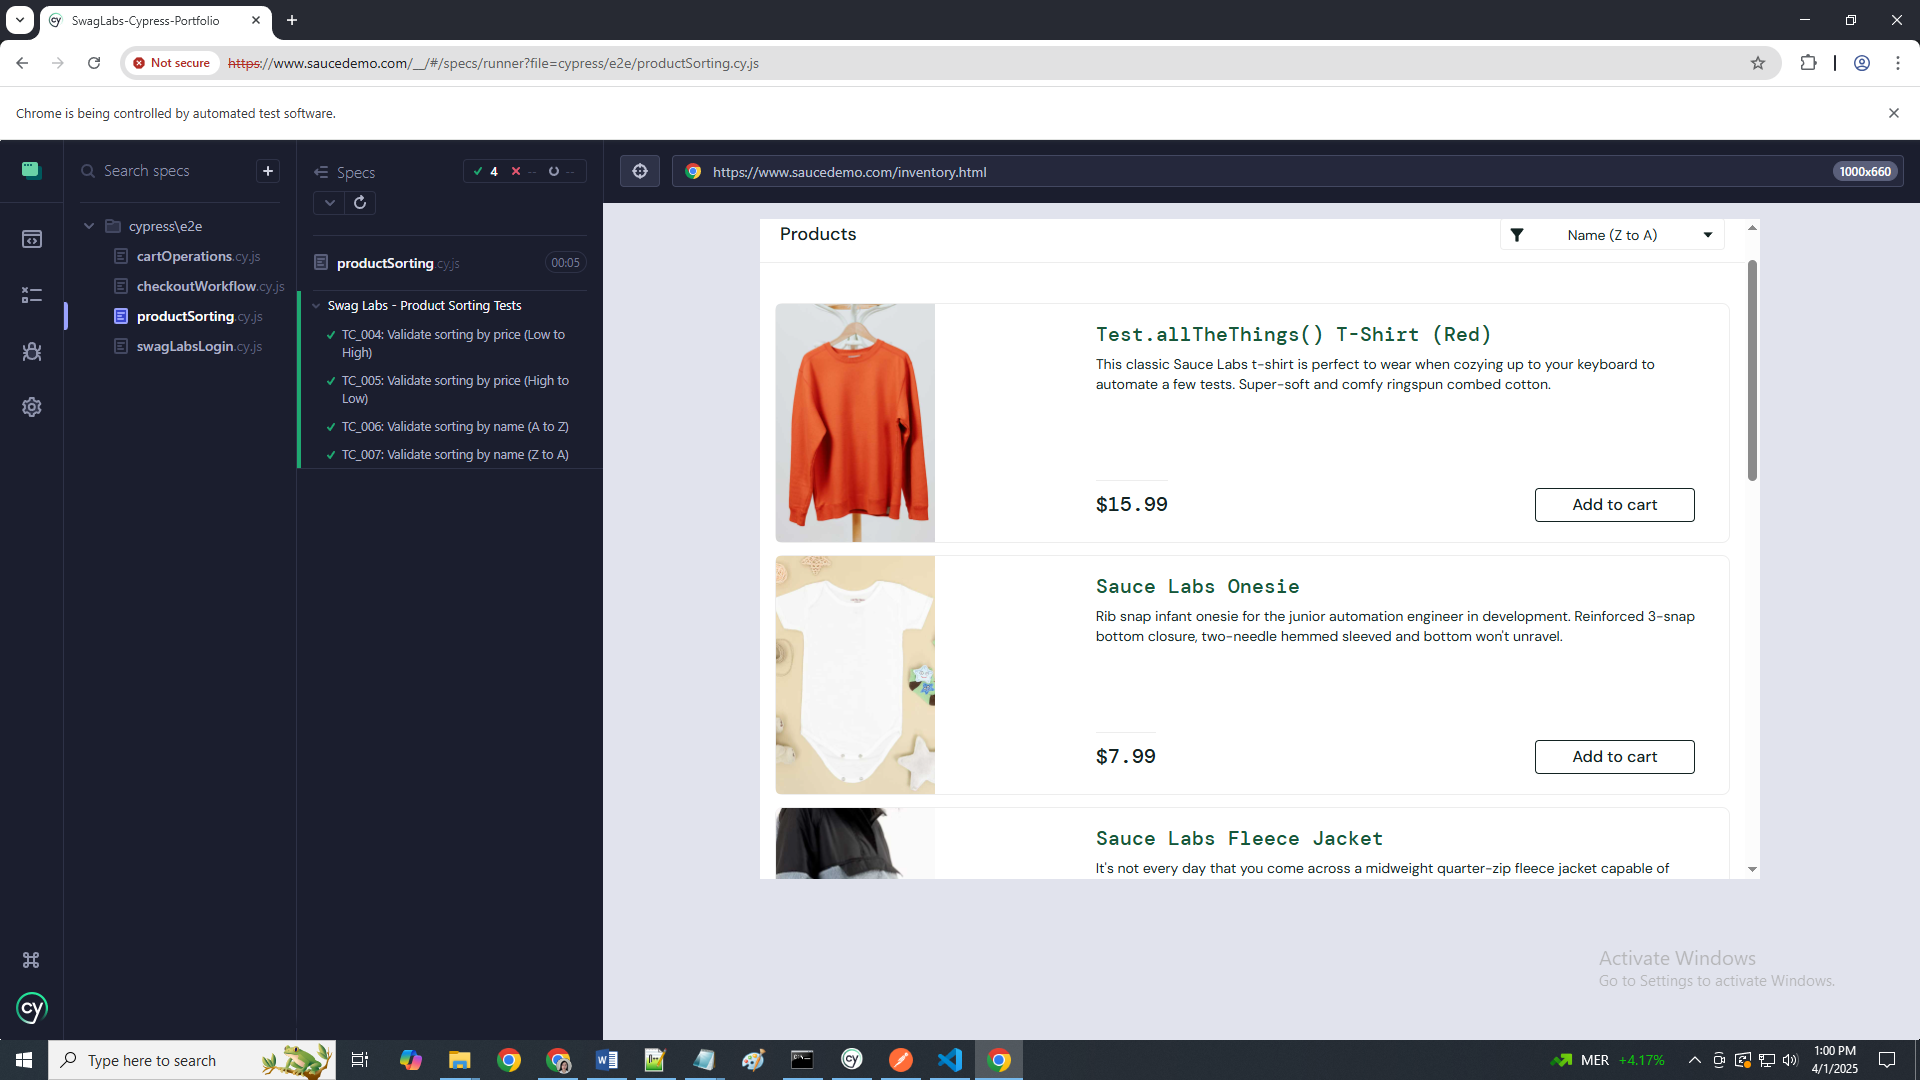 SwagLabs-Cypress-Portfolio
Not secure
https://www.saucedemo.com/__/#/specs/runner?file=cypress/e2e/productSorting.cy.js
Chrome is being controlled by automated test software.
Search specs
+
cypress\e2e
cartOperations.cy.js
checkoutWorkflow.cy.js
productSorting.cy.js
swagLabsLogin.cy.js
cy
Specs
4 -- --
productSorting.cy.js 00:05
Swag Labs - Product Sorting Tests
TC_004: Validate sorting by price (Low to
High)
TC_005: Validate sorting by price (High to
Low)
TC_006: Validate sorting by name (A to Z)
TC_007: Validate sorting by name (Z to A)
https://www.saucedemo.com/inventory.html
1000x660
Products
Name (Z to A)
Test.allTheThings() T-Shirt (Red)
This classic Sauce Labs t-shirt is perfect to wear when cozying up to your keyboard to
automate a few tests. Super-soft and comfy ringspun combed cotton.
$15.99
Add to cart
Sauce Labs Onesie
Rib snap infant onesie for the junior automation engineer in development. Reinforced 3-snap
bottom closure, two-needle hemmed sleeved and bottom won't unravel.
$7.99
Add to cart
Sauce Labs Fleece Jacket
It's not every day that you come across a midweight quarter-zip fleece jacket capable of
Activate Windows
Go to Settings to activate Windows.
Type here to search
MER +4.17%
1:00 PM
4/1/2025